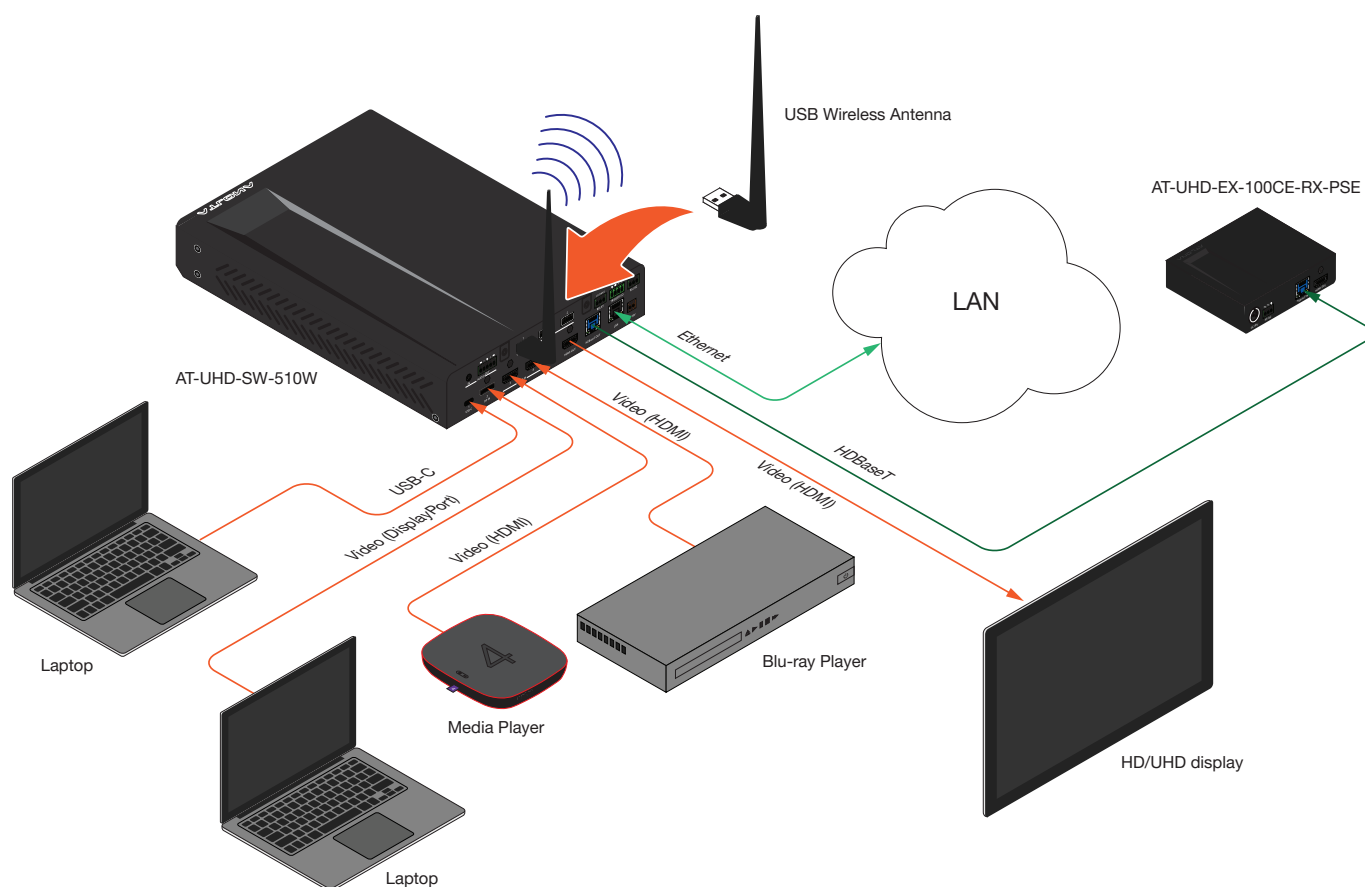 USB Wireless Antenna
AT-UHD-EX-100CE-RX-PSE
LAN
Ethernet
AT-UHD-SW-510W
Video (HDMI)
HDBaseT
Video (HDMI)
USB-C
Video (DisplayPort)
Video (HDMI)
Laptop
Media Player
Blu-ray Player
HD/UHD display
Laptop